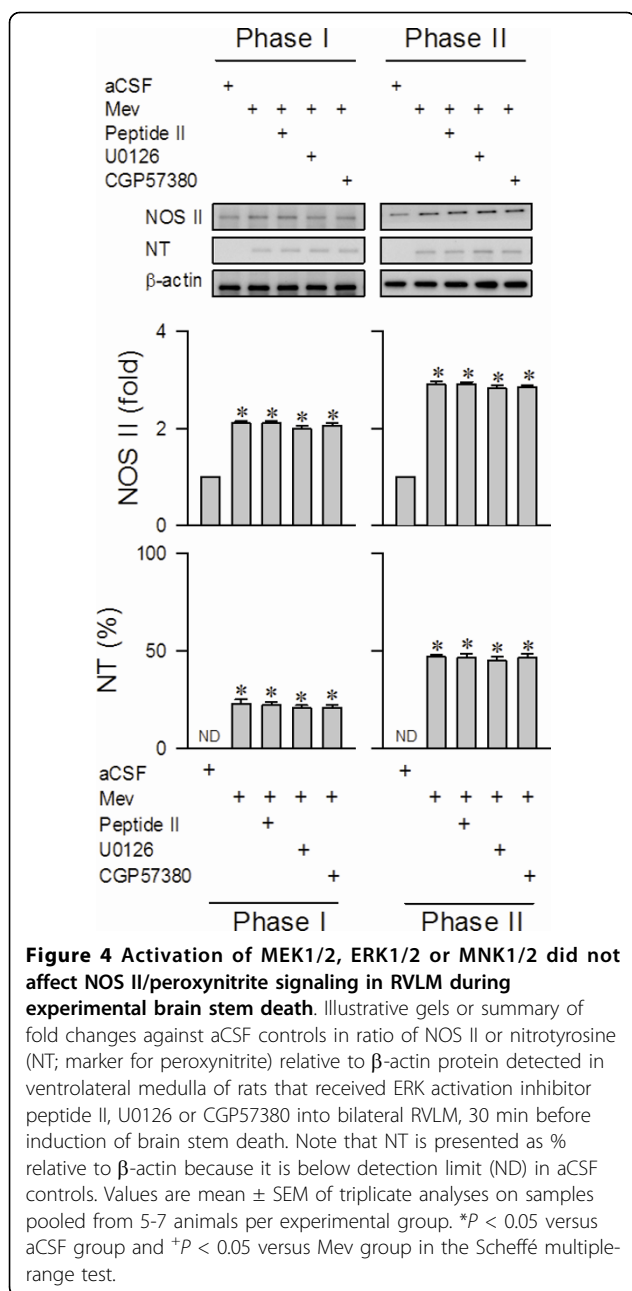 Phase I Phase II
aCSF + +
Mev + + + + + + + +
Peptide II + +
U0126 + +
CGP57380 + +
NOS II
NT
β-actin
NOS II (fold)
4
2
0
* * * * * * * *
NT (%)
100
50
0
ND * * * * ND * * * *
aCSF + +
Mev + + + + + + + +
Peptide II + +
U0126 + +
CGP57380 + +
Phase I Phase II
Figure 4 Activation of MEK1/2, ERK1/2 or MNK1/2 did not
affect NOS II/peroxynitrite signaling in RVLM during
experimental brain stem death. Illustrative gels or summary of
fold changes against aCSF controls in ratio of NOS II or nitrotyrosine
(NT; marker for peroxynitrite) relative to β-actin protein detected in
ventrolateral medulla of rats that received ERK activation inhibitor
peptide II, U0126 or CGP57380 into bilateral RVLM, 30 min before
induction of brain stem death. Note that NT is presented as %
relative to β-actin because it is below detection limit (ND) in aCSF
controls. Values are mean ± SEM of triplicate analyses on samples
pooled from 5-7 animals per experimental group. *P < 0.05 versus
aCSF group and +P < 0.05 versus Mev group in the Scheffé multiple-
range test.